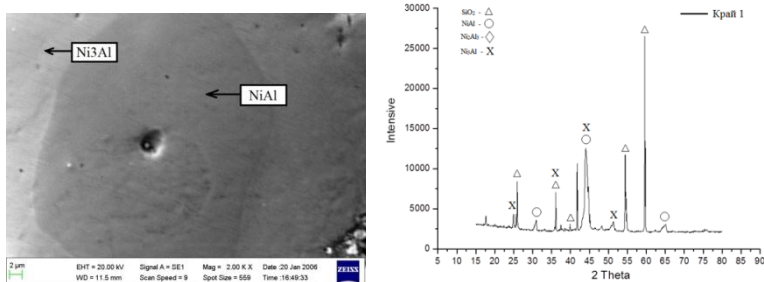 Ni3Al
NiAl
2 µm
EHT = 20.00 kV Signal A = SE1 Mag = 2.00 K X Date :20 Jan 2006
WD = 11.5 mm Scan Speed = 9 Spot Size = 559 Time :16:49:33
ZEISS
SiO₂ - △
NiAl - ○
Ni₂Al₃ - ◇
Ni₃Al - X
Край 1
Intensive
30000
25000
20000
15000
10000
5000
0
X △ ○ X △ △ X ○ X △ △ ○
5 10 15 20 25 30 35 40 45 50 55 60 65 70 75 80 85 90
2 Theta